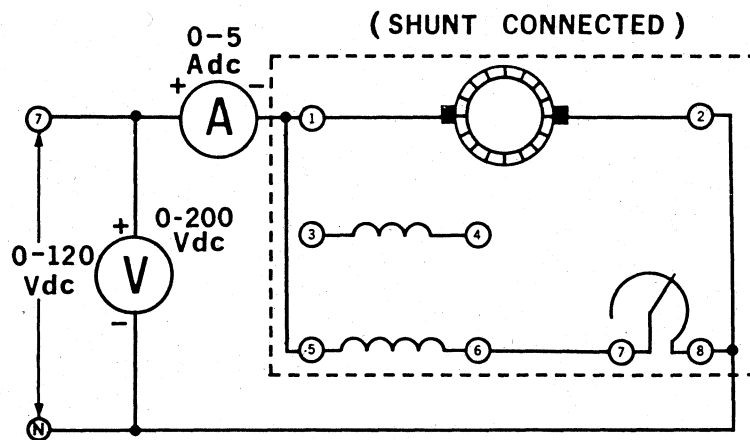 (SHUNT CONNECTED)
0-5
Adc
+ -
A
7
1
2
+
0-200
Vdc
3
4
0-120
Vdc
V
-
5
6
7
8
N